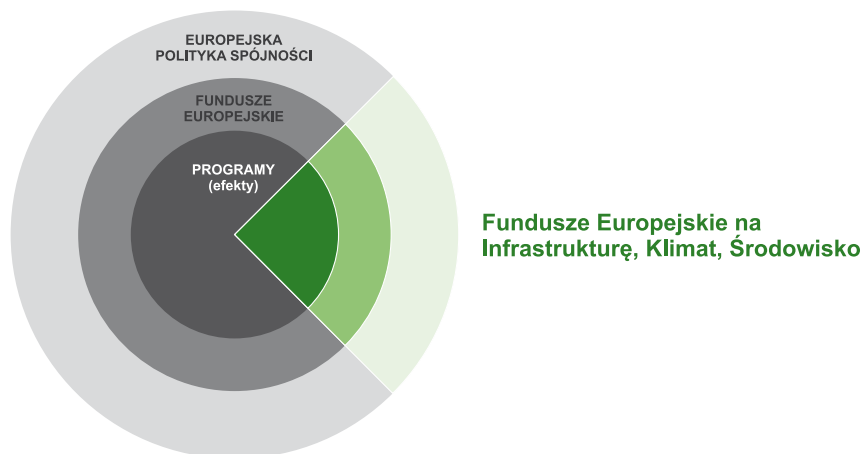 EUROPEJSKA
POLITYKA SPÓJNOŚCI
FUNDUSZE
EUROPEJSKIE
PROGRAMY
(efekty)
Fundusze Europejskie na
Infrastrukturę, Klimat, Środowisko